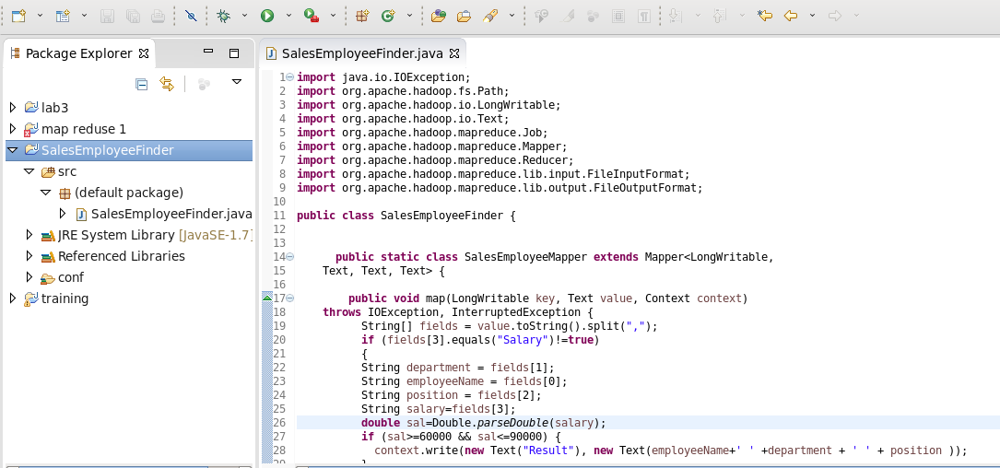 Package Explorer
lab3
map reduse 1
SalesEmployeeFinder
src
(default package)
SalesEmployeeFinder.java
JRE System Library [JavaSE-1.7]
Referenced Libraries
conf
training
SalesEmployeeFinder.java
1 import java.io.IOException;
2 import org.apache.hadoop.fs.Path;
3 import org.apache.hadoop.io.LongWritable;
4 import org.apache.hadoop.io.Text;
5 import org.apache.hadoop.mapreduce.Job;
6 import org.apache.hadoop.mapreduce.Mapper;
7 import org.apache.hadoop.mapreduce.Reducer;
8 import org.apache.hadoop.mapreduce.lib.input.FileInputFormat;
9 import org.apache.hadoop.mapreduce.lib.output.FileOutputFormat;
10
11 public class SalesEmployeeFinder {
12
13
14 public static class SalesEmployeeMapper extends Mapper<LongWritable,
15 Text, Text, Text> {
16
17 public void map(LongWritable key, Text value, Context context)
18 throws IOException, InterruptedException {
19 String[] fields = value.toString().split(",");
20 if (fields[3].equals("Salary")!=true)
21 {
22 String department = fields[1];
23 String employeeName = fields[0];
24 String position = fields[2];
25 String salary=fields[3];
26 double sal=Double.parseDouble(salary);
27 if (sal>=60000 && sal<=90000) {
28 context.write(new Text("Result"), new Text(employeeName+' ' +department + ' ' + position ));